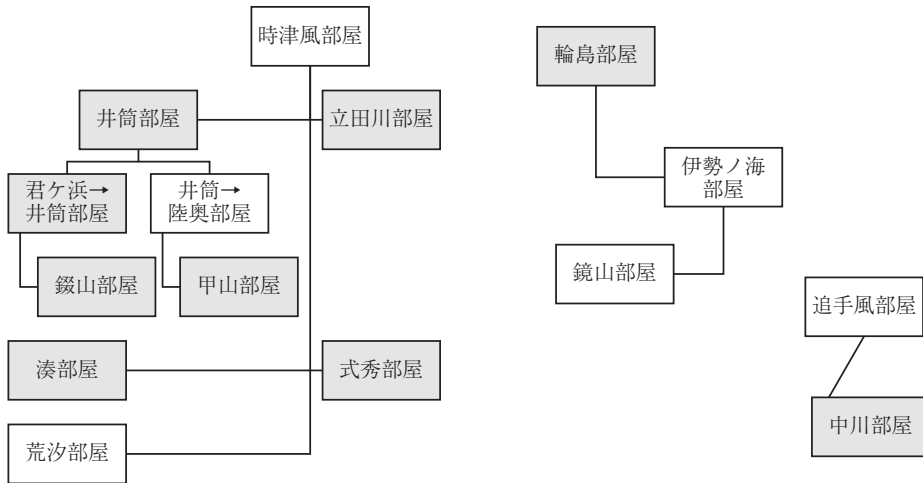 時津風部屋
井筒部屋
立田川部屋
君ケ浜→
井筒部屋
井筒→
陸奥部屋
錣山部屋
甲山部屋
湊部屋
式秀部屋
荒汐部屋
輪島部屋
伊勢ノ海
部屋
鏡山部屋
追手風部屋
中川部屋